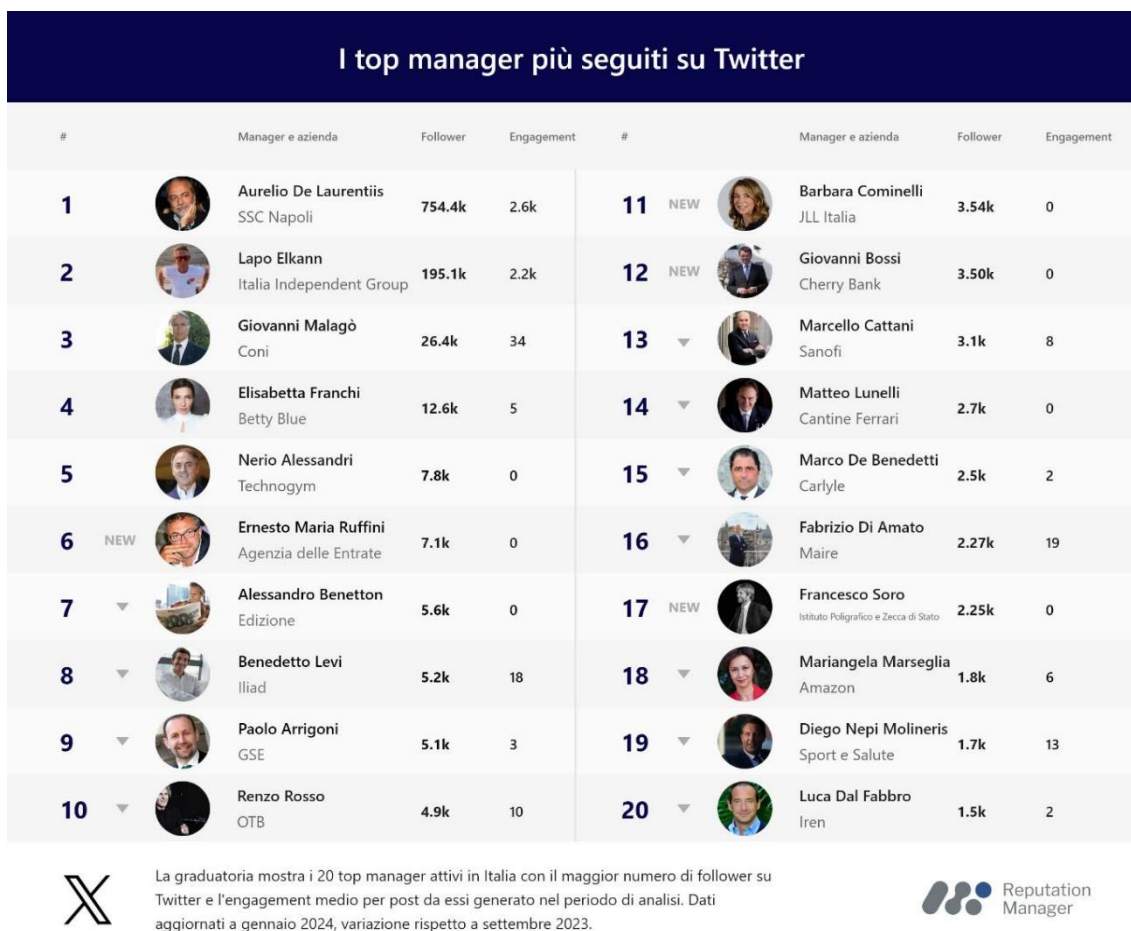 I top manager più seguiti su Twitter
# Manager e azienda Follower Engagement
1 Aurelio De Laurentiis 754.4k 2.6k
SSC Napoli
2 Lapo Elkann 195.1k 2.2k
Italia Independent Group
3 Giovanni Malagò 26.4k 34
Coni
4 Elisabetta Franchi 12.6k 5
Betty Blue
5 Nerio Alessandri 7.8k 0
Technogym
6 NEW Ernesto Maria Ruffini 7.1k 0
Agenzia delle Entrate
7 Alessandro Benetton 5.6k 0
Edizione
8 Benedetto Levi 5.2k 18
Iliad
9 Paolo Arrigoni 5.1k 3
GSE
10 Renzo Rosso 4.9k 10
OTB
# Manager e azienda Follower Engagement
11 NEW Barbara Cominelli 3.54k 0
JLL Italia
12 NEW Giovanni Bossi 3.50k 0
Cherry Bank
13 Marcello Cattani 3.1k 8
Sanofi
14 Matteo Lunelli 2.7k 0
Cantine Ferrari
15 Marco De Benedetti 2.5k 2
Carlyle
16 Fabrizio Di Amato 2.27k 19
Maire
17 NEW Francesco Soro 2.25k 0
Istituto Poligrafico e Zecca di Stato
18 Mariangela Marseglia 1.8k 6
Amazon
19 Diego Nepi Molineris 1.7k 13
Sport e Salute
20 Luca Dal Fabbro 1.5k 2
Iren
X
La graduatoria mostra i 20 top manager attivi in Italia con il maggior numero di follower su
Twitter e l'engagement medio per post da essi generato nel periodo di analisi. Dati
aggiornati a gennaio 2024, variazione rispetto a settembre 2023.
Reputation
Manager